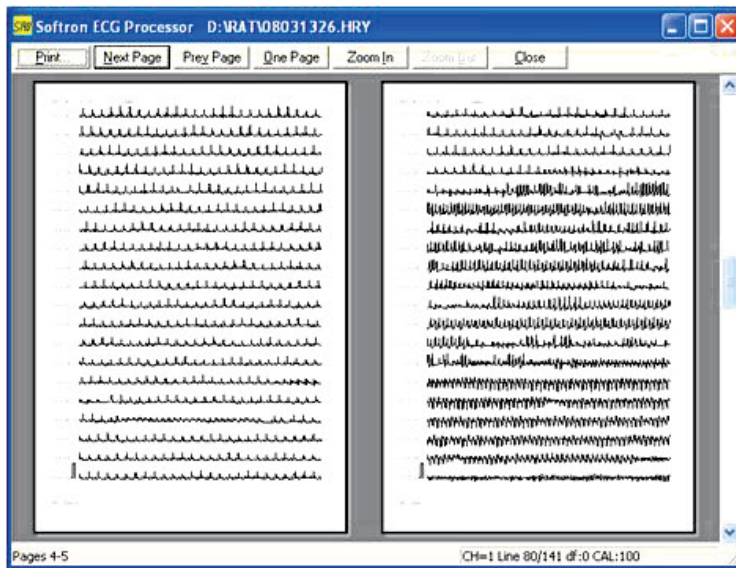 SRV Softron ECG Processor D:\RAT\08031326.HRY
Print... Next Page Prev Page One Page Zoom In Zoom Out Close
Pages 4-5 CH=1 Line 80/141 df:0 CAL:100